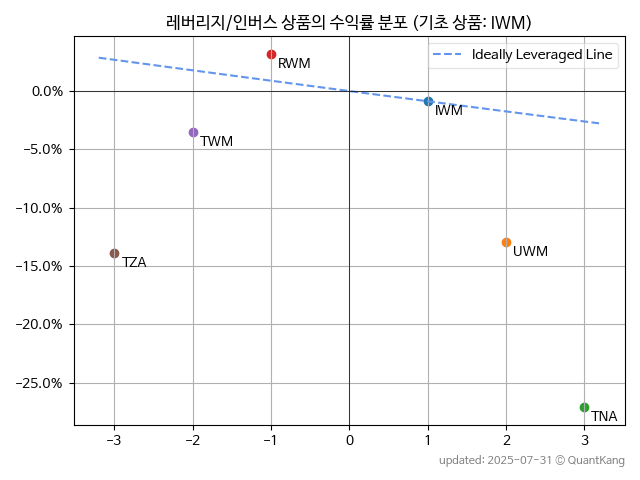 레버리지/인버스 상품의 수익률 분포 (기초 상품: IWM)
Ideally Leveraged Line
RWM
0.0%
IWM
TWM
-5.0%
-10.0%
UWM
TZA
-15.0%
-20.0%
-25.0%
TNA
-3 -2 -1 0 1 2 3
updated: 2025-07-31 © QuantKang